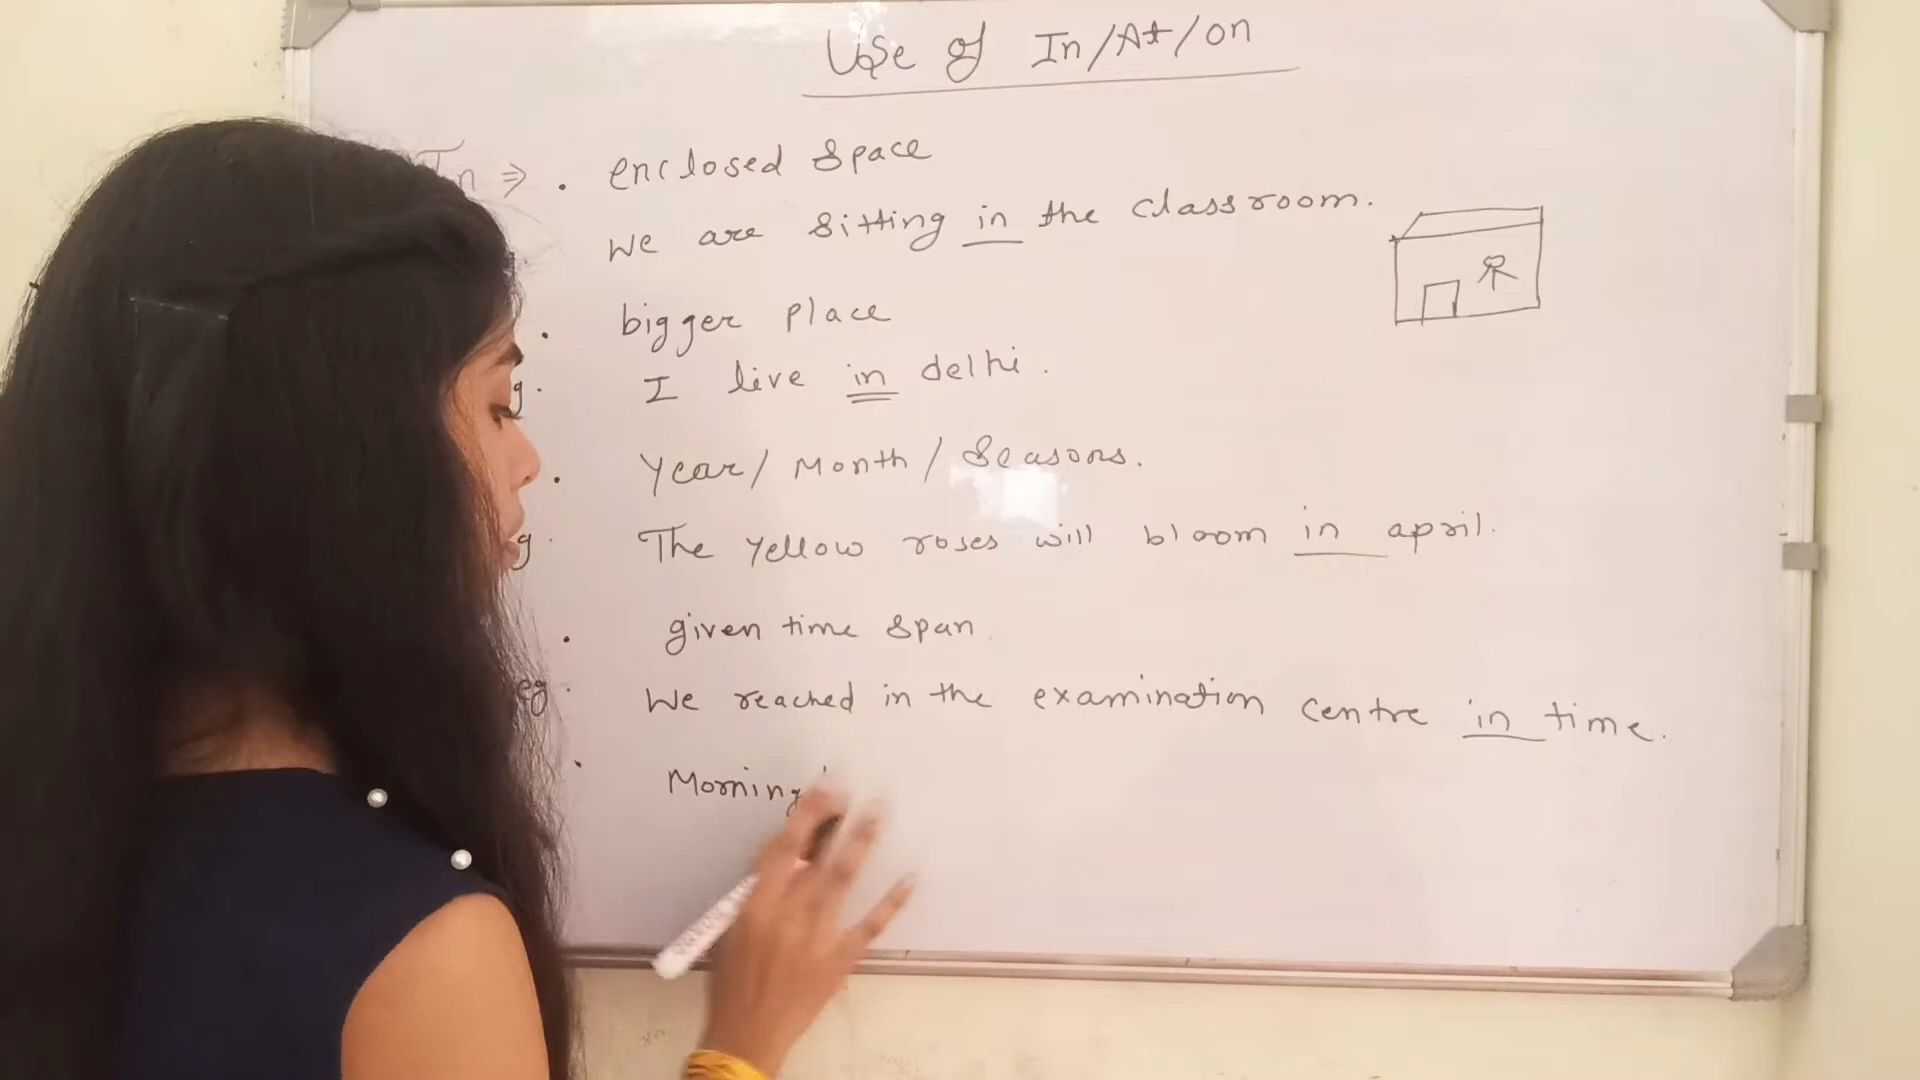 Use of In/At/on
In ⇒ . enclosed space
We are sitting in the classroom.
. bigger place
g. I live in delhi.
. Year/ Month / Seasons.
g. The yellow roses will bloom in april.
. given time span
eg. We reached in the examination centre in time.
. Morning